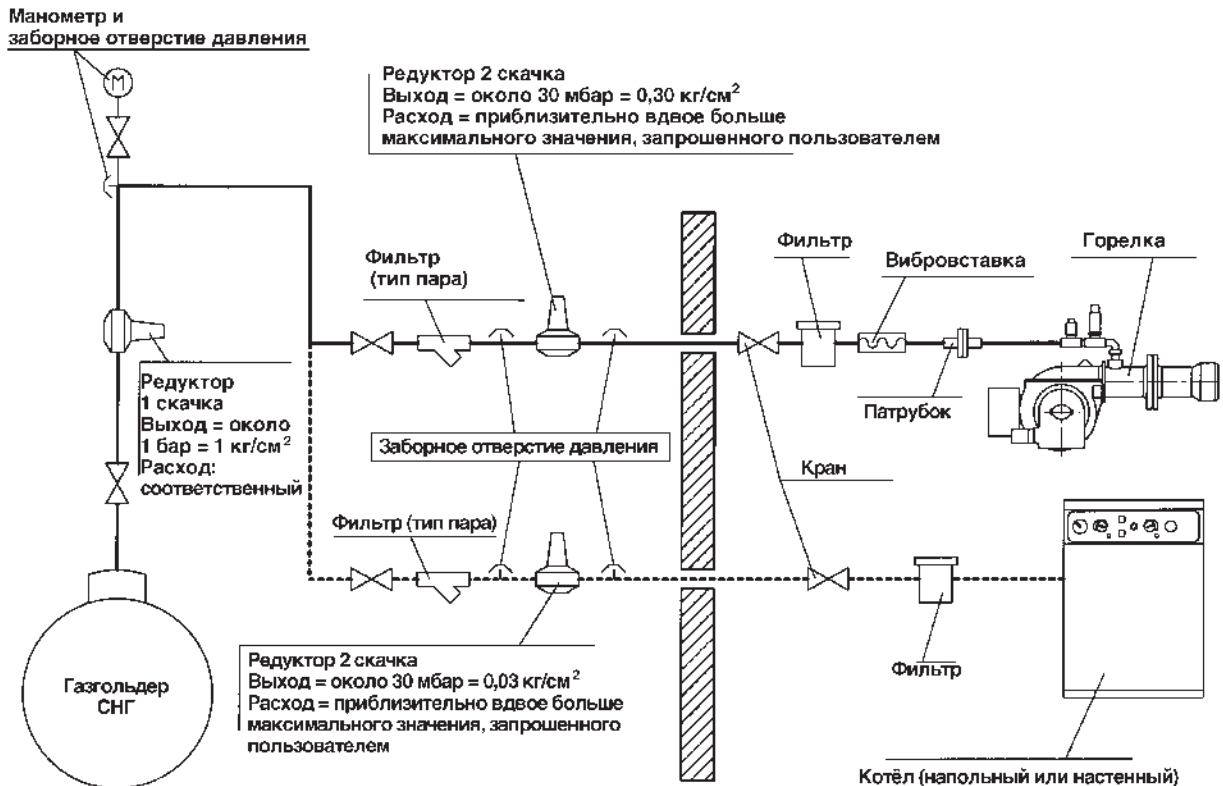 Манометр и
заборное отверстие давления
М
Редуктор 2 скачка
Выход = около 30 мбар = 0,30 кг/см²
Расход = приблизительно вдвое больше
максимального значения, запрошенного пользователем
Фильтр
(тип пара)
Фильтр
Вибровставка
Горелка
Редуктор
1 скачка
Выход = около
1 бар = 1 кг/см²
Расход:
соответственный
Патрубок
Заборное отверстие давления
Кран
Фильтр (тип пара)
Редуктор 2 скачка
Выход = около 30 мбар = 0,03 кг/см²
Расход = приблизительно вдвое больше
максимального значения, запрошенного
пользователем
Газгольдер
СНГ
Фильтр
Котёл (напольный или настенный)